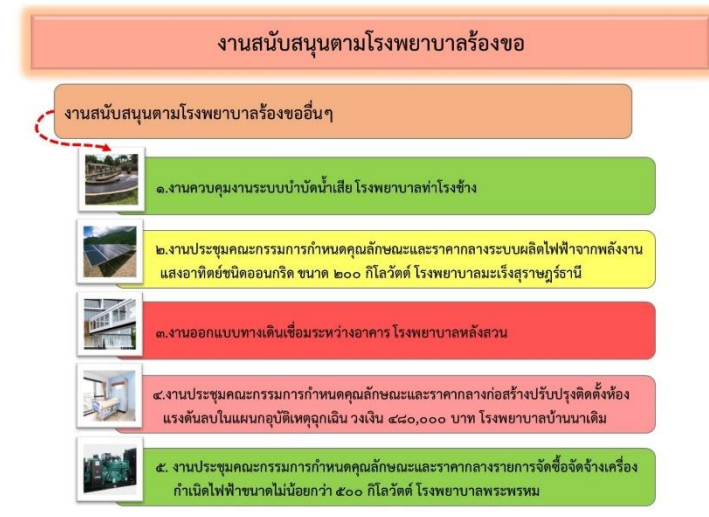 งานสนับสนุนตามโรงพยาบาลร้องขอ
งานสนับสนุนตามโรงพยาบาลร้องขออื่นๆ
๑.งานควบคุมงานระบบบำบัดน้ำเสีย โรงพยาบาลท่าโรงช้าง
๒.งานประชุมคณะกรรมการกำหนดคุณลักษณะและราคากลางระบบผลิตไฟฟ้าจากพลังงาน
แสงอาทิตย์ชนิดออนกริด ขนาด ๒๐๐ กิโลวัตต์ โรงพยาบาลมะเร็งสุราษฎร์ธานี
๓.งานออกแบบทางเดินเชื่อมระหว่างอาคาร โรงพยาบาลหลังสวน
๔.งานประชุมคณะกรรมการกำหนดคุณลักษณะและราคากลางก่อสร้างปรับปรุงติดตั้งห้อง
แรงดันลบในแผนกอุบัติเหตุฉุกเฉิน วงเงิน ๔๘๐,๐๐๐ บาท โรงพยาบาลบ้านนาเดิม
๕. งานประชุมคณะกรรมการกำหนดคุณลักษณะและราคากลางรายการจัดซื้อจัดจ้างเครื่อง
กำเนิดไฟฟ้าขนาดไม่น้อยกว่า ๕๐๐ กิโลวัตต์ โรงพยาบาลพระพรหม